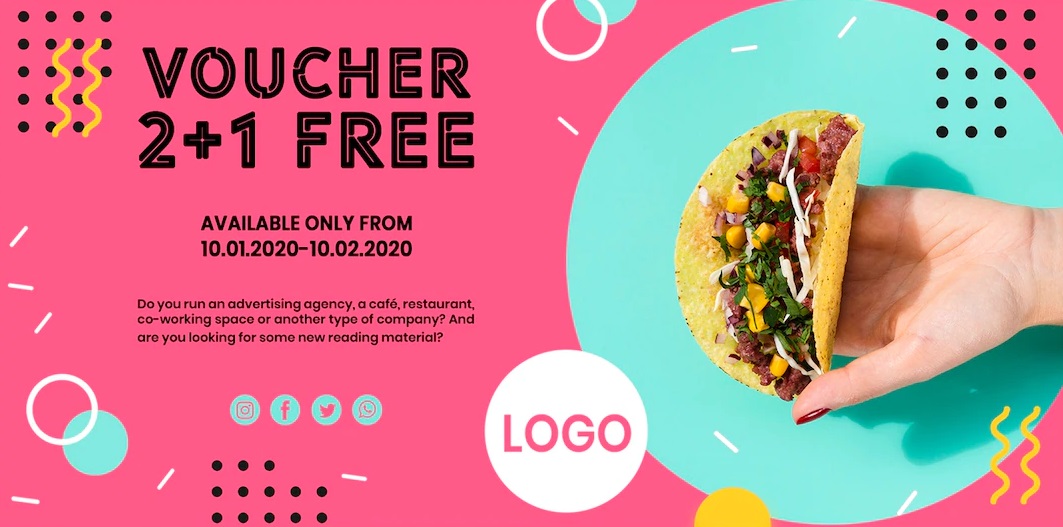 VOUCHER
2+1 FREE
AVAILABLE ONLY FROM
10.01.2020-10.02.2020
Do you run an advertising agency, a café, restaurant,
co-working space or another type of company? And
are you looking for some new reading material?
LOGO